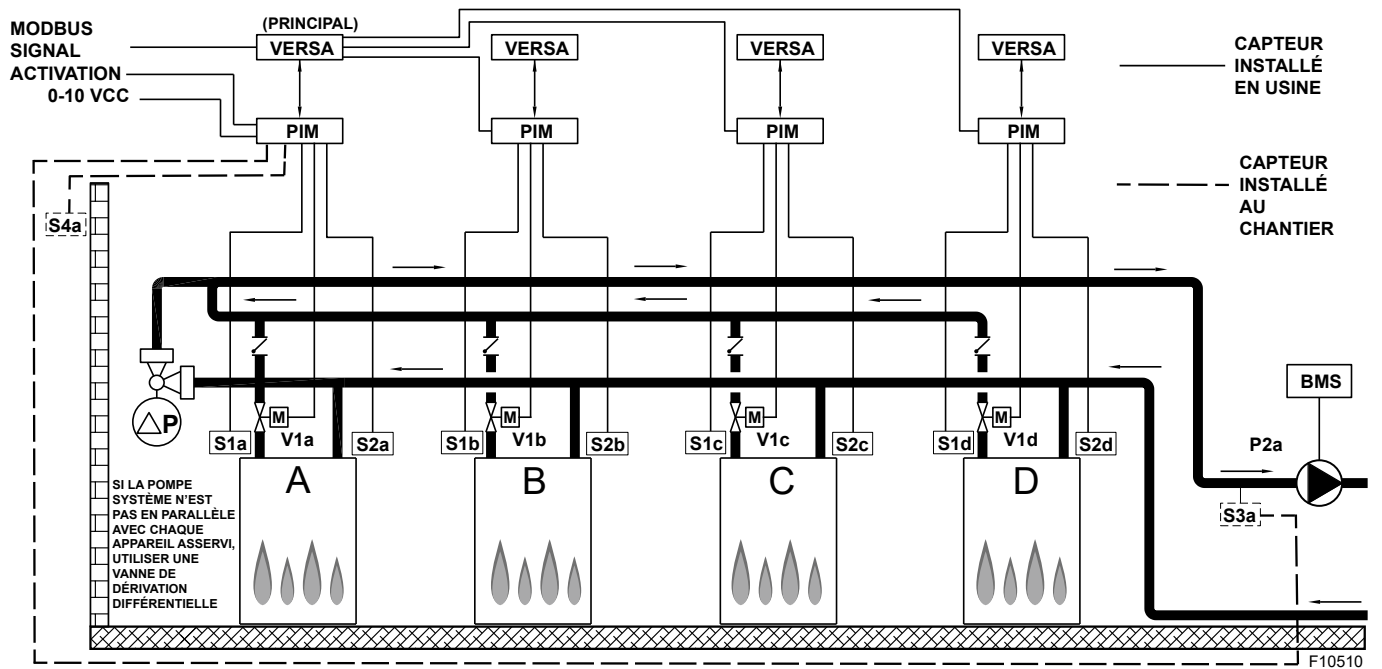 MODBUS
SIGNAL
ACTIVATION
0-10 VCC
(PRINCIPAL)
VERSA
VERSA
VERSA
VERSA
PIM
PIM
PIM
PIM
CAPTEUR
INSTALLÉ
EN USINE
CAPTEUR
INSTALLÉ
AU
CHANTIER
S4a
△P
M
M
M
M
S1a
V1a
S2a
S1b
V1b
S2b
S1c
V1c
S2c
S1d
V1d
S2d
BMS
P2a
S3a
A
B
C
D
SI LA POMPE
SYSTÈME N'EST
PAS EN PARALLÈLE
AVEC CHAQUE
APPAREIL ASSERVI,
UTILISER UNE
VANNE DE
DÉRIVATION
DIFFÉRENTIELLE
F10510